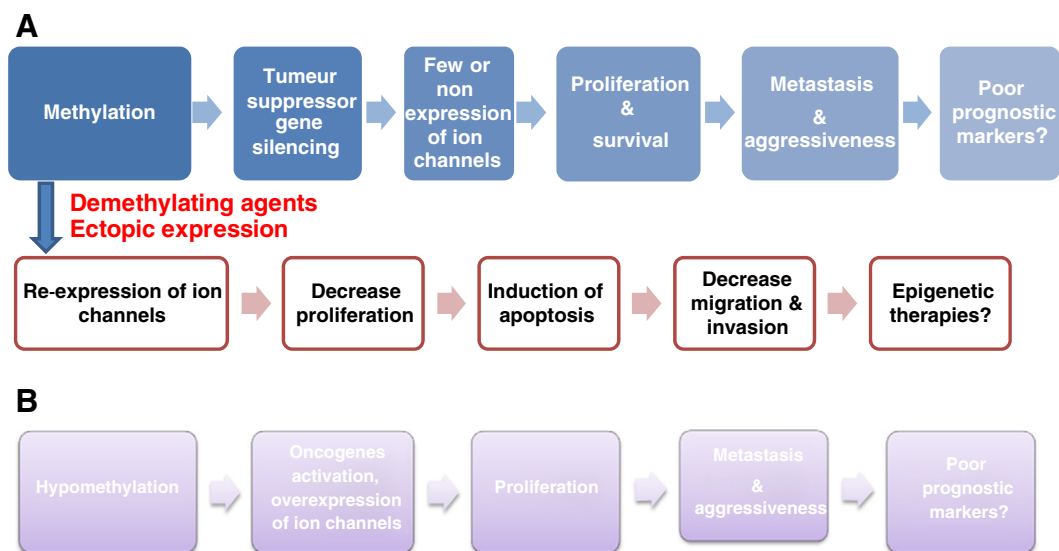 A
Methylation
Tumeur
suppressor
gene
silencing
Few or
non
expression
of ion
channels
Proliferation
&
survival
Metastasis
&
aggressiveness
Poor
prognostic
markers?
Demethylating agents
Ectopic expression
Re-expression of ion
channels
Decrease
proliferation
Induction of
apoptosis
Decrease
migration &
invasion
Epigenetic
therapies?
B
Hypomethylation
Oncogenes
activation,
overexpression
of ion channels
Proliferation
Metastasis
&
aggressiveness
Poor
prognostic
markers?